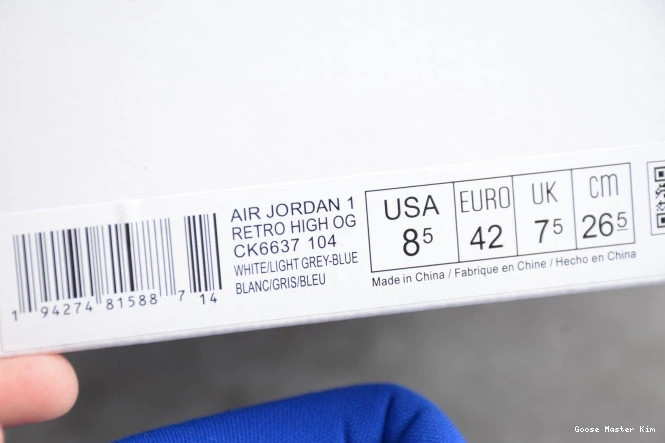 AIR JORDAN 1
RETRO HIGH OG
CK6637 104
WHITE/LIGHT GREY-BLUE
BLANC/GRIS/BLEU
1 94274 81588 7 14
USA EURO UK cm
8 5 42 7 5 26 5
Made in China / Fabrique en Chine / Hecho en China
Goose Master Kim